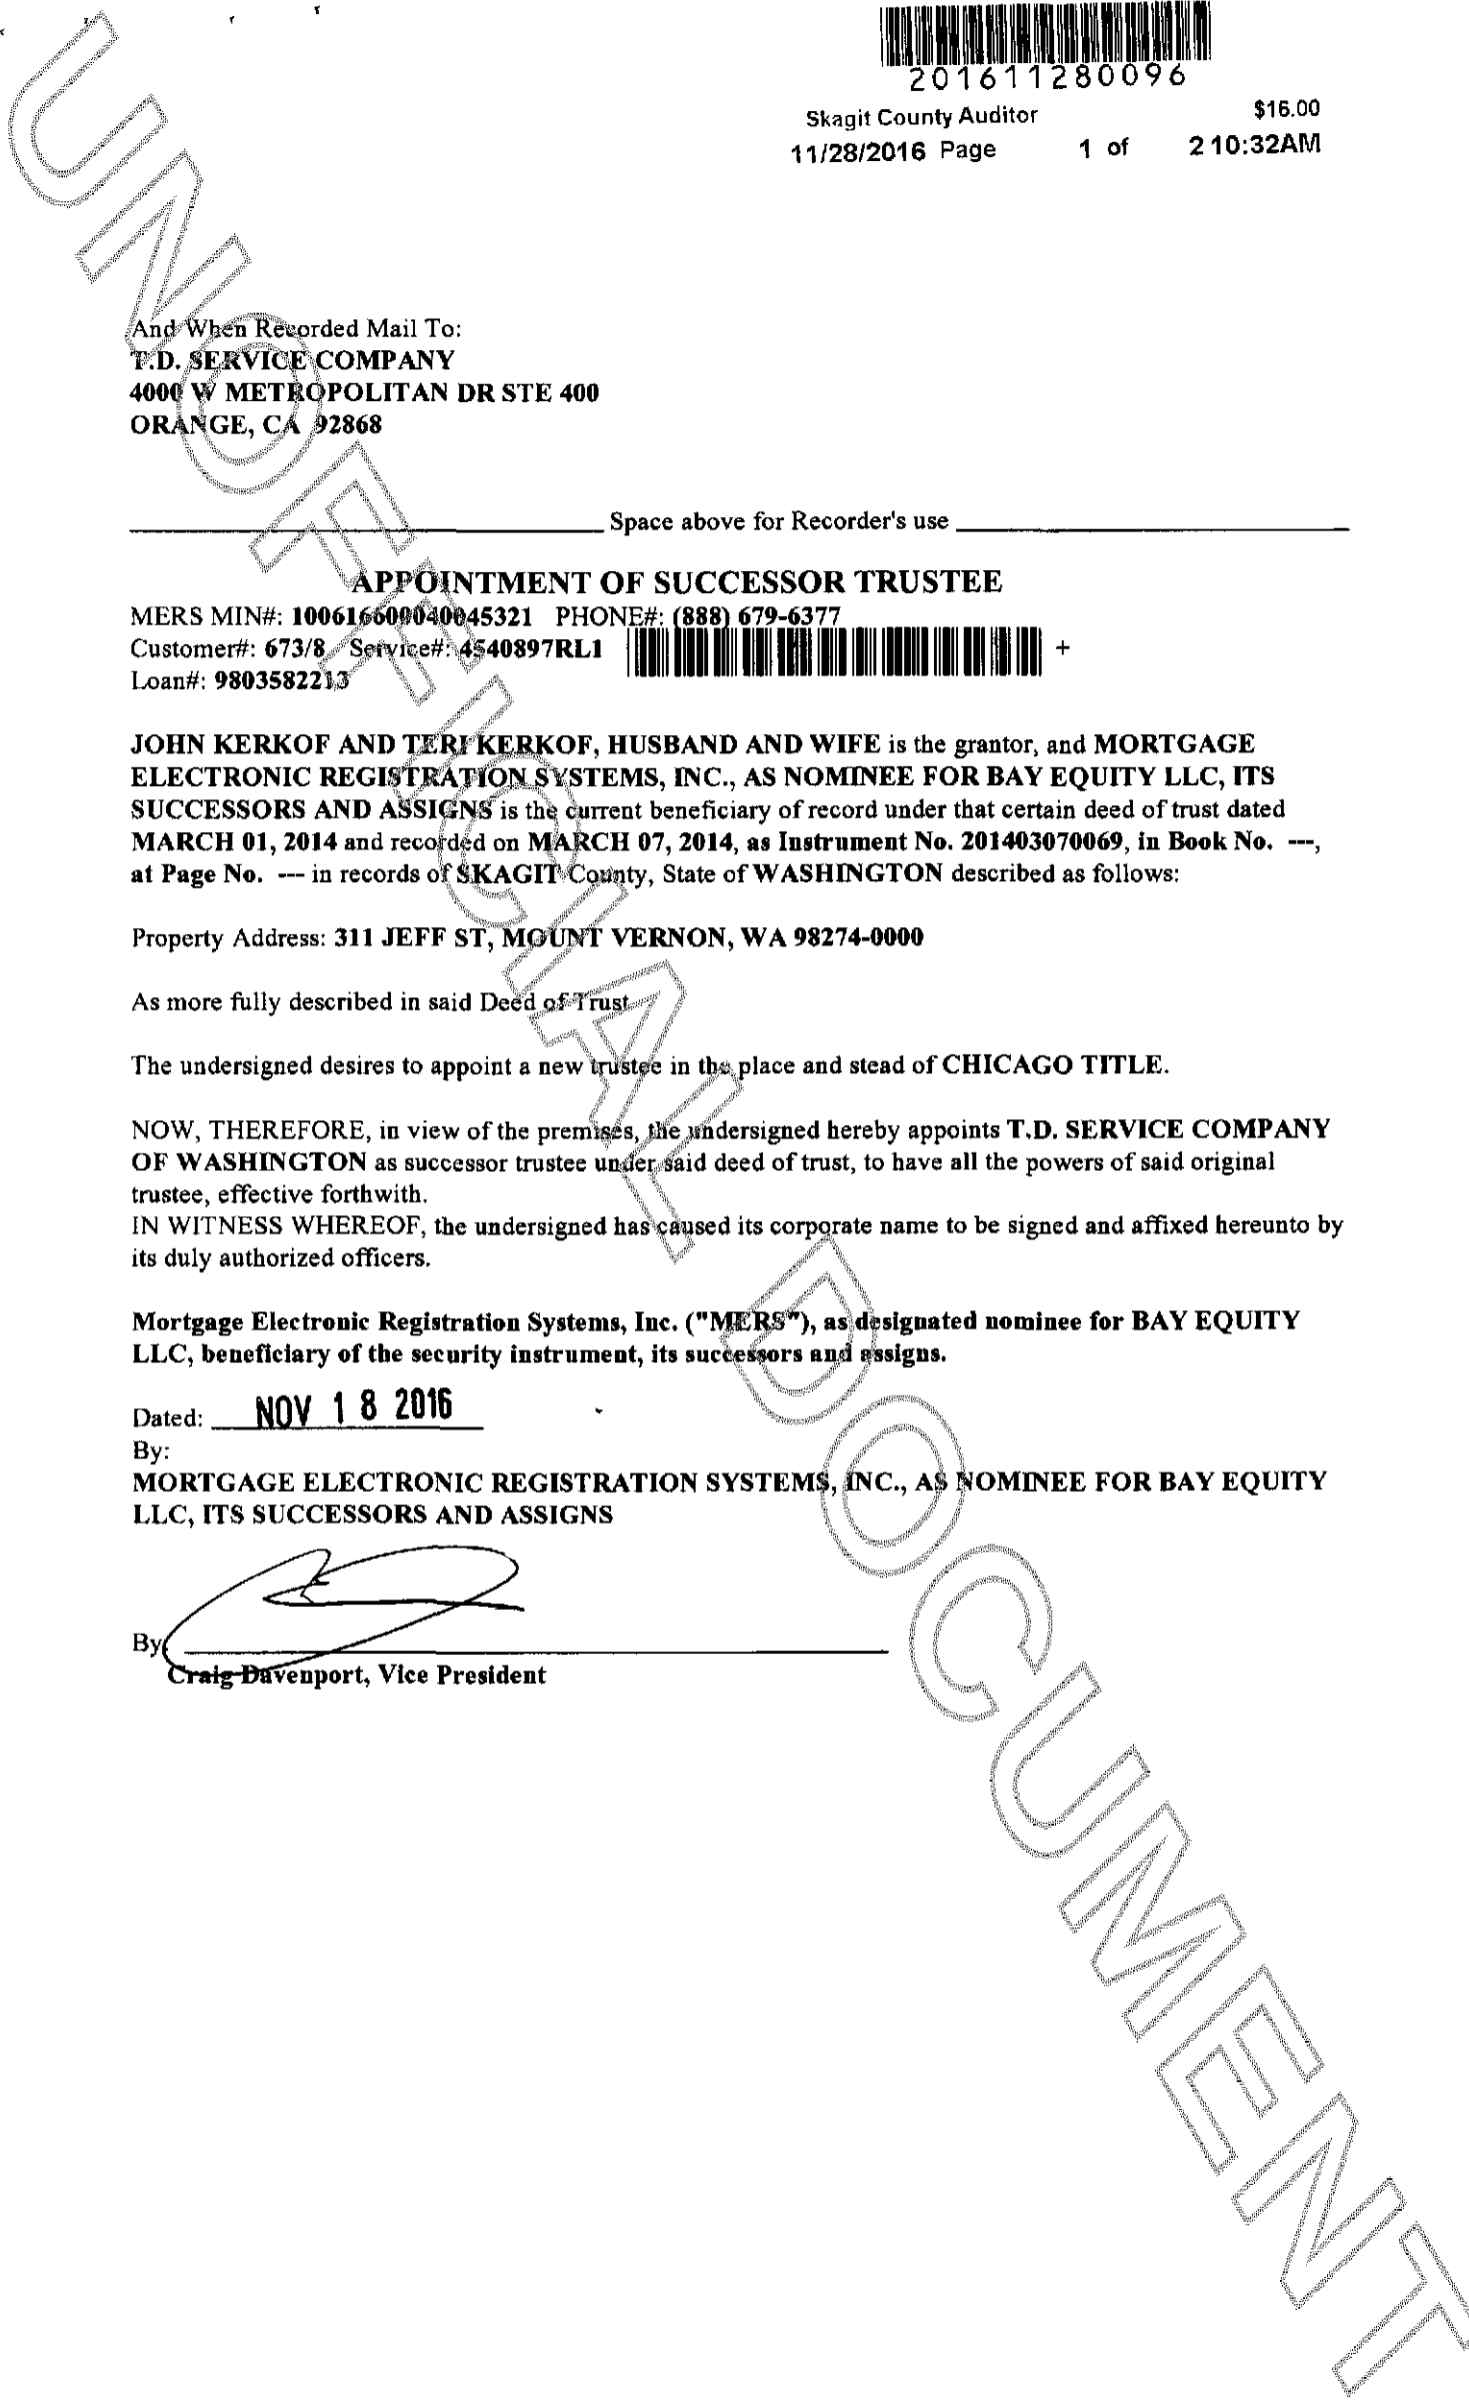 201611280096
Skagit County Auditor $16.00
11/28/2016 Page 1 of 2 10:32AM
And When Recorded Mail To:
T.D. SERVICE COMPANY
4000 W METROPOLITAN DR STE 400
ORANGE, CA 92868
Space above for Recorder's use
APPOINTMENT OF SUCCESSOR TRUSTEE
MERS MIN#: 100616600040045321 PHONE#: (888) 679-6377
Customer#: 673/8 Service#: 4540897RL1 +
Loan#: 9803582213
JOHN KERKOF AND TERI KERKOF, HUSBAND AND WIFE is the grantor, and MORTGAGE
ELECTRONIC REGISTRATION SYSTEMS, INC., AS NOMINEE FOR BAY EQUITY LLC, ITS
SUCCESSORS AND ASSIGNS is the current beneficiary of record under that certain deed of trust dated
MARCH 01, 2014 and recorded on MARCH 07, 2014, as Instrument No. 201403070069, in Book No. ---,
at Page No. --- in records of SKAGIT County, State of WASHINGTON described as follows:
Property Address: 311 JEFF ST, MOUNT VERNON, WA 98274-0000
As more fully described in said Deed of Trust
The undersigned desires to appoint a new trustee in the place and stead of CHICAGO TITLE.
NOW, THEREFORE, in view of the premises, the undersigned hereby appoints T.D. SERVICE COMPANY
OF WASHINGTON as successor trustee under said deed of trust, to have all the powers of said original
trustee, effective forthwith.
IN WITNESS WHEREOF, the undersigned has caused its corporate name to be signed and affixed hereunto by
its duly authorized officers.
Mortgage Electronic Registration Systems, Inc. ("MERS"), as designated nominee for BAY EQUITY
LLC, beneficiary of the security instrument, its successors and assigns.
Dated: NOV 18 2016
By:
MORTGAGE ELECTRONIC REGISTRATION SYSTEMS, INC., AS NOMINEE FOR BAY EQUITY
LLC, ITS SUCCESSORS AND ASSIGNS
By:
Craig Davenport, Vice President
UNOFFICIAL DOCUMENT